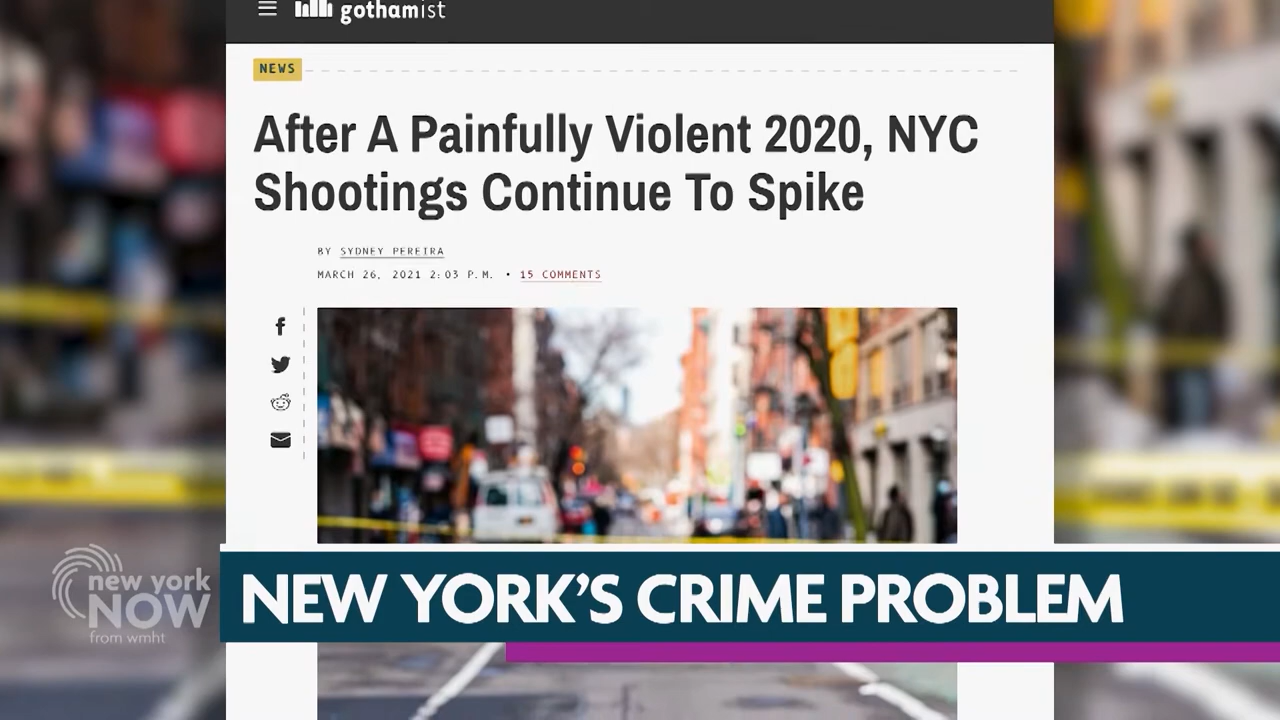 gothamist
NEWS
After A Painfully Violent 2020, NYC
Shootings Continue To Spike
BY SYDNEY PEREIRA
MARCH 26, 2021 2:03 P.M. • 15 COMMENTS
new york
NOW
from wmht
NEW YORK'S CRIME PROBLEM